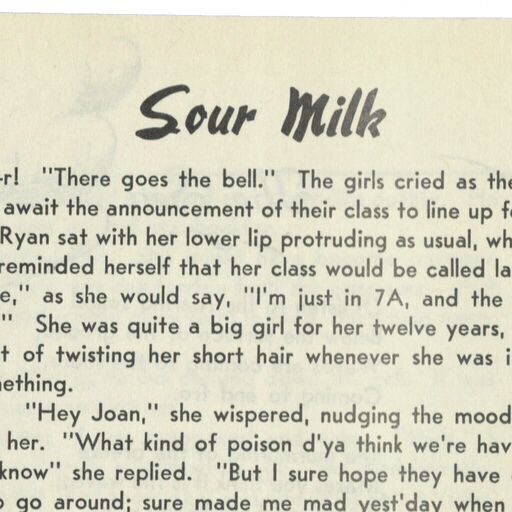 Sour Milk
-r! "There goes the bell." The girls cried as the
await the announcement of their class to line up f
Ryan sat with her lower lip protruding as usual, wh
reminded herself that her class would be called la
e," as she would say, "I'm just in 7A, and the
" She was quite a big girl for her twelve years,
t of twisting her short hair whenever she was i
nething.
"Hey Joan," she whispered, nudging the mood
her. "What kind of poison d'ya think we're hav
know" she replied. "But I sure hope they have
o go around; sure made me mad yest'day when